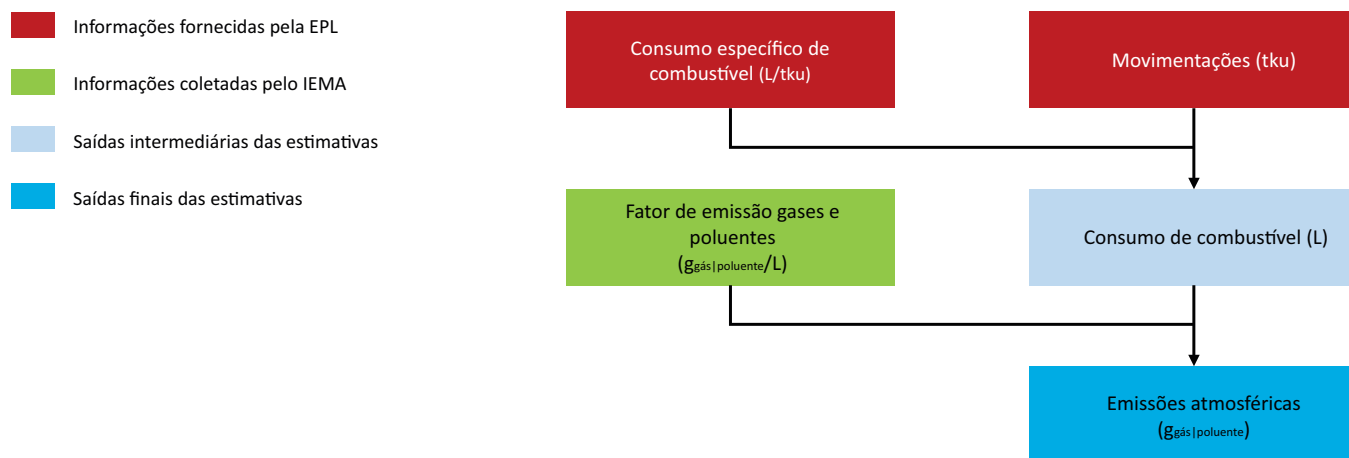 Informações fornecidas pela EPL
Informações coletadas pelo IEMA
Saídas intermediárias das estimativas
Saídas finais das estimativas
Consumo específico de
combustível (L/tku)
Movimentações (tku)
Fator de emissão gases e
poluentes
(ggás|poluente/L)
Consumo de combustível (L)
Emissões atmosféricas
(ggás|poluente)